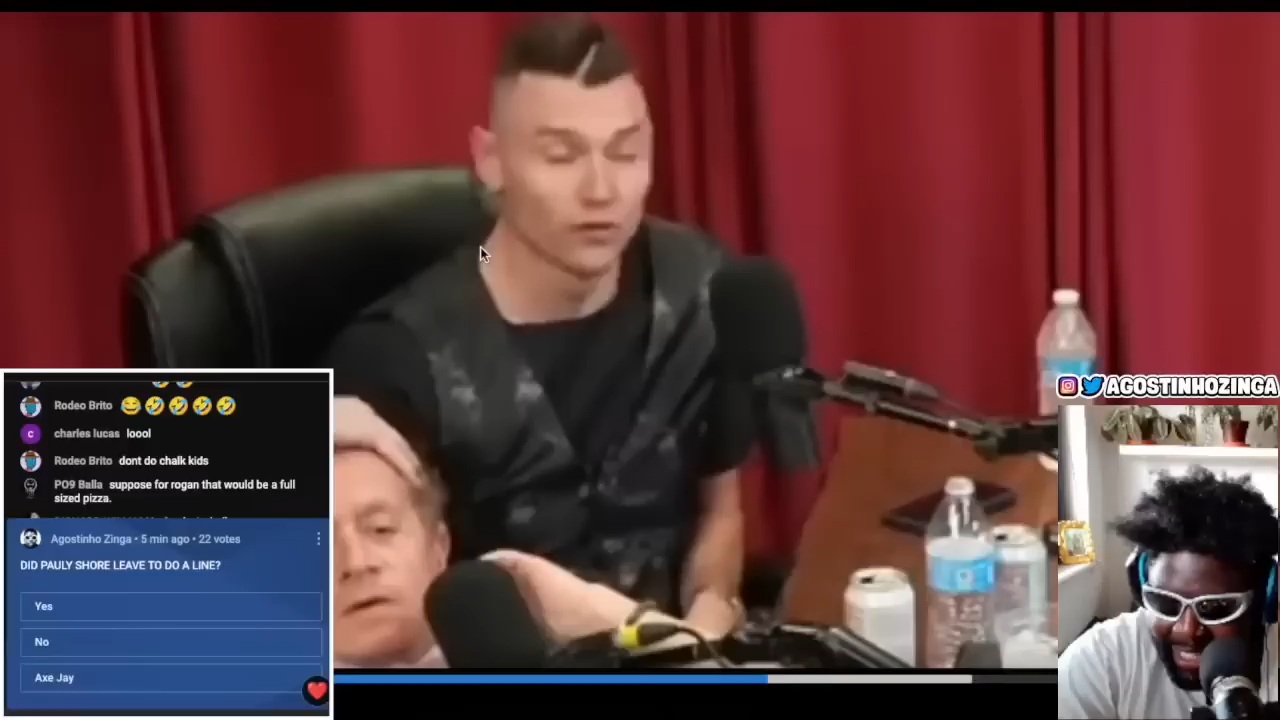 AGOSTINHOZINGA
Rodeo Brito 😂🤣🤣🤣🤣
charles lucas loool
Rodeo Brito dont do chalk kids
PO9 Balla suppose for rogan that would be a full
sized pizza.
Agostinho Zinga • 5 min ago • 22 votes
DID PAULY SHORE LEAVE TO DO A LINE?
Yes
No
Axe Jay